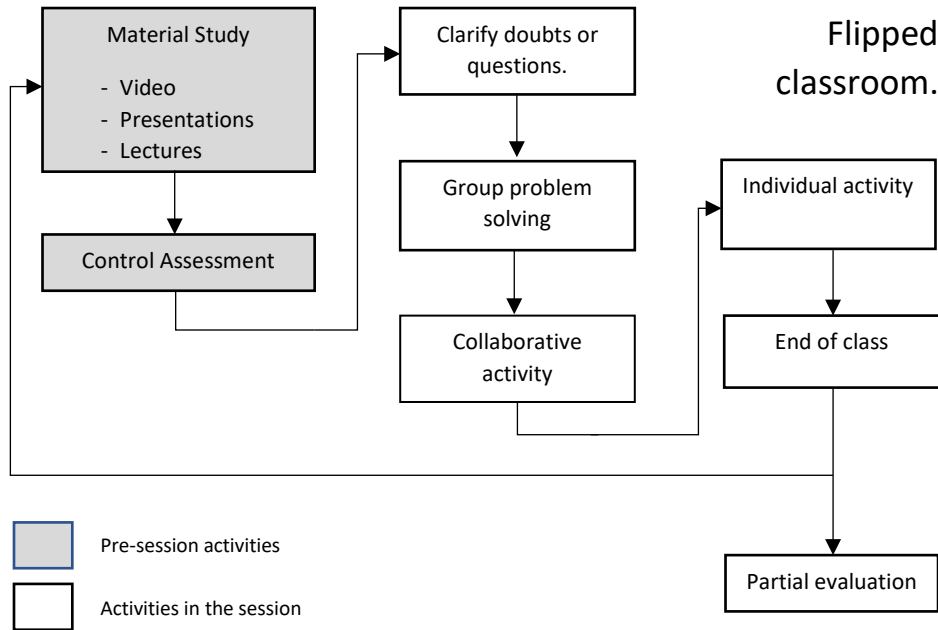 Flipped
classroom.
Material Study
- Video
- Presentations
- Lectures
Control Assessment
Clarify doubts or
questions.
Group problem
solving
Collaborative
activity
Individual activity
End of class
Partial evaluation
Pre-session activities
Activities in the session